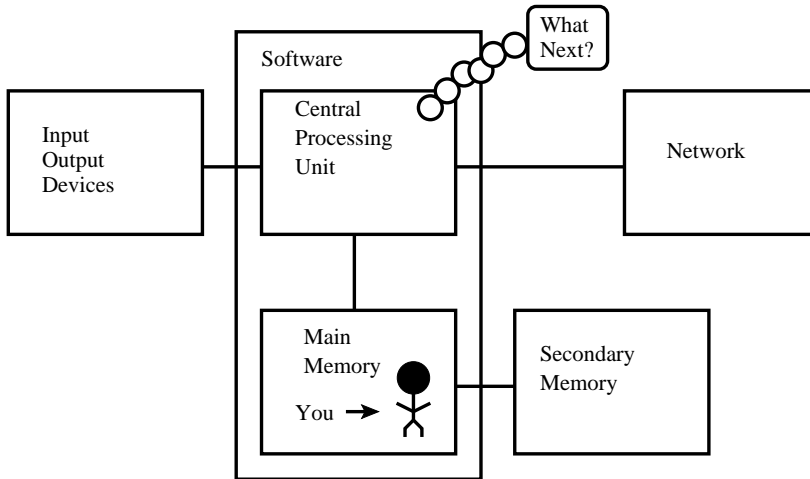 What
Next?
Software
Input
Output
Devices
Central
Processing
Unit
Network
Main
Memory
You
Secondary
Memory